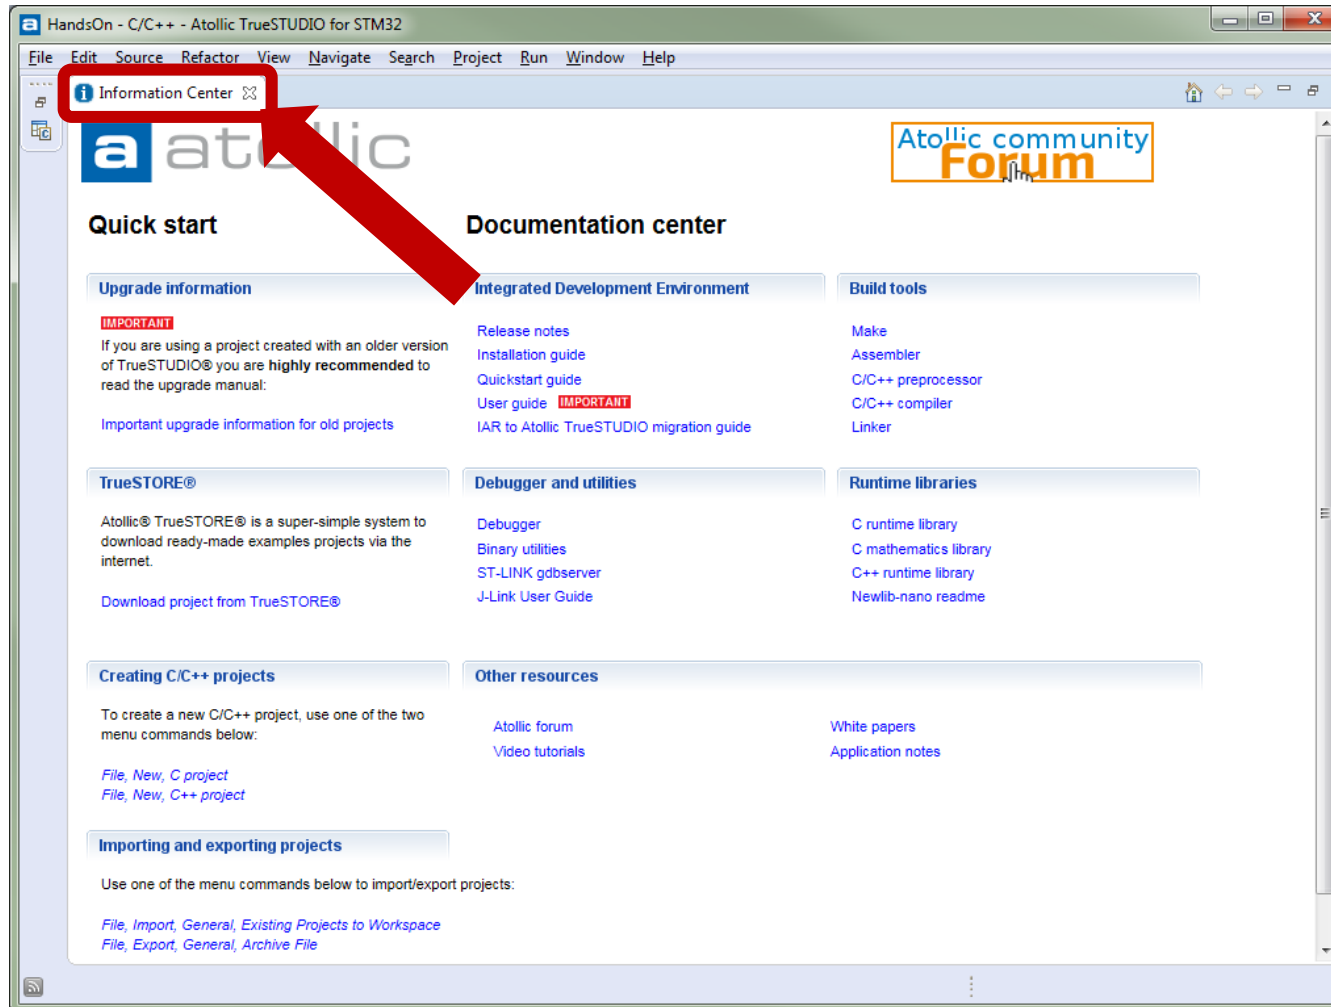 a HandsOn - C/C++ - Atollic TrueSTUDIO for STM32
File Edit Source Refactor View Navigate Search Project Run Window Help
Information Center
a atollic
Atollic community
Forum
Quick start
Documentation center
Upgrade information
IMPORTANT
If you are using a project created with an older version
of TrueSTUDIO® you are highly recommended to
read the upgrade manual:
Important upgrade information for old projects
Integrated Development Environment
Release notes
Installation guide
Quickstart guide
User guide IMPORTANT
IAR to Atollic TrueSTUDIO migration guide
Build tools
Make
Assembler
C/C++ preprocessor
C/C++ compiler
Linker
TrueSTORE®
Atollic® TrueSTORE® is a super-simple system to
download ready-made examples projects via the
internet.
Download project from TrueSTORE®
Debugger and utilities
Debugger
Binary utilities
ST-LINK gdbserver
J-Link User Guide
Runtime libraries
C runtime library
C mathematics library
C++ runtime library
Newlib-nano readme
Creating C/C++ projects
To create a new C/C++ project, use one of the two
menu commands below:
File, New, C project
File, New, C++ project
Other resources
Atollic forum
Video tutorials
White papers
Application notes
Importing and exporting projects
Use one of the menu commands below to import/export projects:
File, Import, General, Existing Projects to Workspace
File, Export, General, Archive File